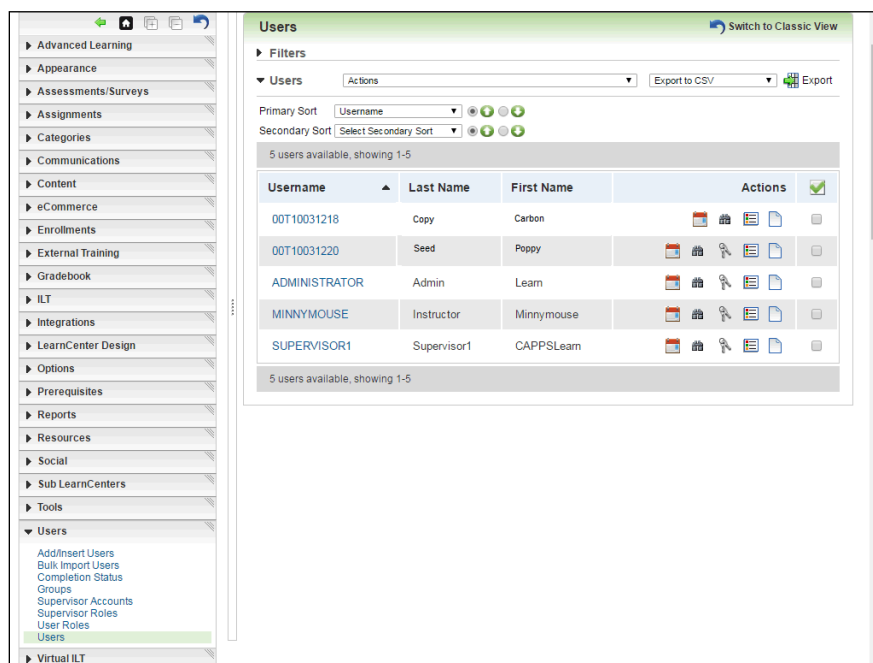 Advanced Learning
Appearance
Assessments/Surveys
Assignments
Categories
Communications
Content
eCommerce
Enrollments
External Training
Gradebook
ILT
Integrations
LearnCenter Design
Options
Prerequisites
Reports
Resources
Social
Sub LearnCenters
Tools
Users
Add/Insert Users
Bulk Import Users
Completion Status
Groups
Supervisor Accounts
Supervisor Roles
User Roles
Users
Virtual ILT
Users Switch to Classic View
Filters
Users Actions Export to CSV Export
Primary Sort Username
Secondary Sort Select Secondary Sort
5 users available, showing 1-5
Username Last Name First Name Actions
00T10031218 Copy Carbon
00T10031220 Seed Poppy
ADMINISTRATOR Admin Learn
MINNYMOUSE Instructor Minnymouse
SUPERVISOR1 Supervisor1 CAPPSLearn
5 users available, showing 1-5